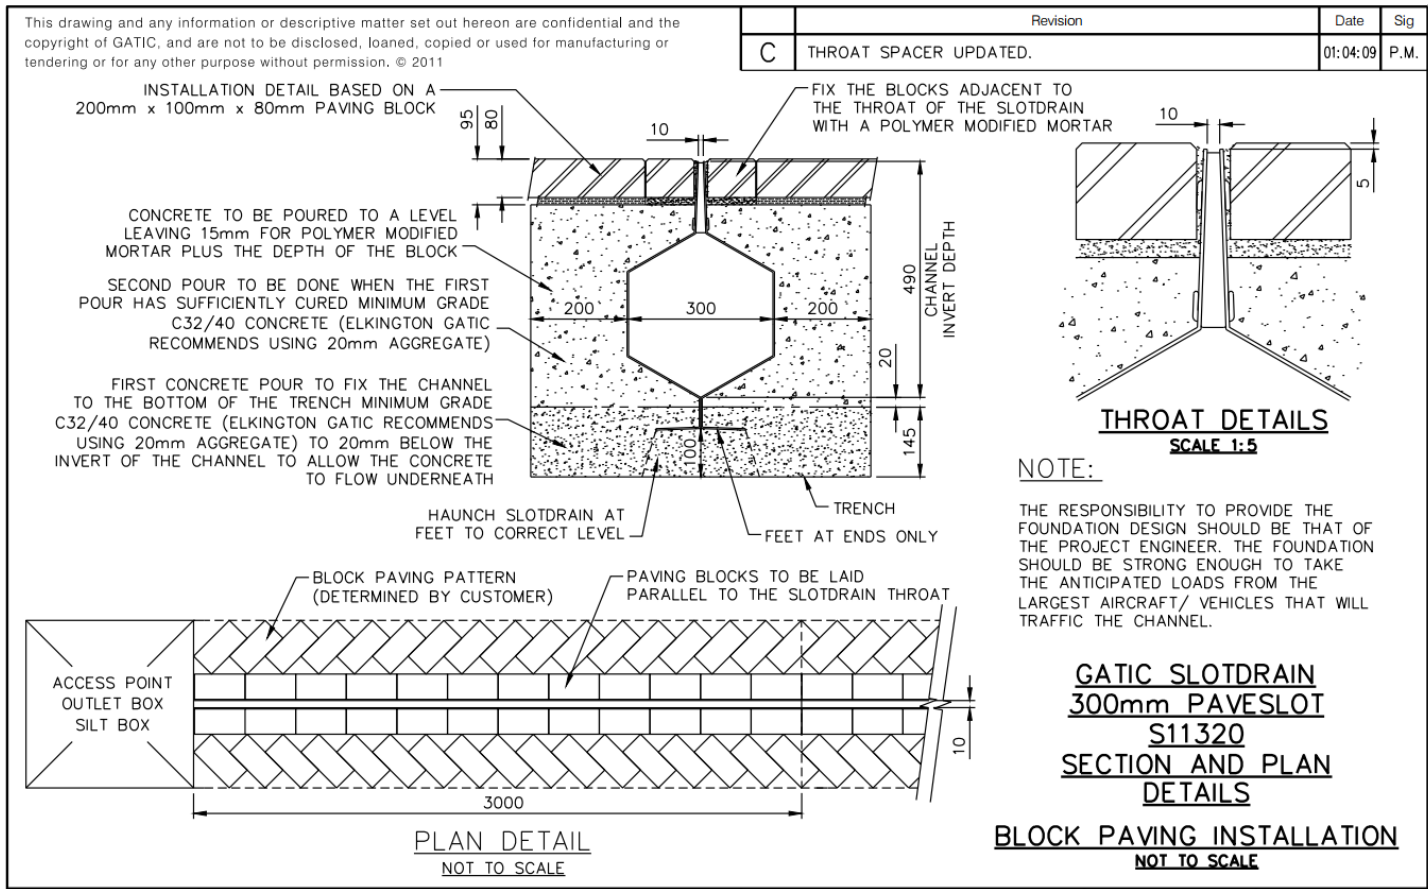 This drawing and any information or descriptive matter set out hereon are confidential and the
copyright of GATIC, and are not to be disclosed, loaned, copied or used for manufacturing or
tendering or for any other purpose without permission. © 2011
Revision
Date
Sig
C
THROAT SPACER UPDATED.
01:04:09
P.M.
INSTALLATION DETAIL BASED ON A
200mm x 100mm x 80mm PAVING BLOCK
95
80
10
FIX THE BLOCKS ADJACENT TO
THE THROAT OF THE SLOTDRAIN
WITH A POLYMER MODIFIED MORTAR
10
5
CONCRETE TO BE POURED TO A LEVEL
LEAVING 15mm FOR POLYMER MODIFIED
MORTAR PLUS THE DEPTH OF THE BLOCK
SECOND POUR TO BE DONE WHEN THE FIRST
POUR HAS SUFFICIENTLY CURED MINIMUM GRADE
C32/40 CONCRETE (ELKINGTON GATIC
RECOMMENDS USING 20mm AGGREGATE)
200
300
200
490
CHANNEL
INVERT DEPTH
20
145
100
FIRST CONCRETE POUR TO FIX THE CHANNEL
TO THE BOTTOM OF THE TRENCH MINIMUM GRADE
C32/40 CONCRETE (ELKINGTON GATIC RECOMMENDS
USING 20mm AGGREGATE) TO 20mm BELOW THE
INVERT OF THE CHANNEL TO ALLOW THE CONCRETE
TO FLOW UNDERNEATH
HAUNCH SLOTDRAIN AT
FEET TO CORRECT LEVEL
TRENCH
FEET AT ENDS ONLY
THROAT DETAILS
SCALE 1:5
NOTE:
THE RESPONSIBILITY TO PROVIDE THE
FOUNDATION DESIGN SHOULD BE THAT OF
THE PROJECT ENGINEER. THE FOUNDATION
SHOULD BE STRONG ENOUGH TO TAKE
THE ANTICIPATED LOADS FROM THE
LARGEST AIRCRAFT/ VEHICLES THAT WILL
TRAFFIC THE CHANNEL.
BLOCK PAVING PATTERN
(DETERMINED BY CUSTOMER)
PAVING BLOCKS TO BE LAID
PARALLEL TO THE SLOTDRAIN THROAT
ACCESS POINT
OUTLET BOX
SILT BOX
10
3000
PLAN DETAIL
NOT TO SCALE
GATIC SLOTDRAIN
300mm PAVESLOT
S11320
SECTION AND PLAN
DETAILS
BLOCK PAVING INSTALLATION
NOT TO SCALE